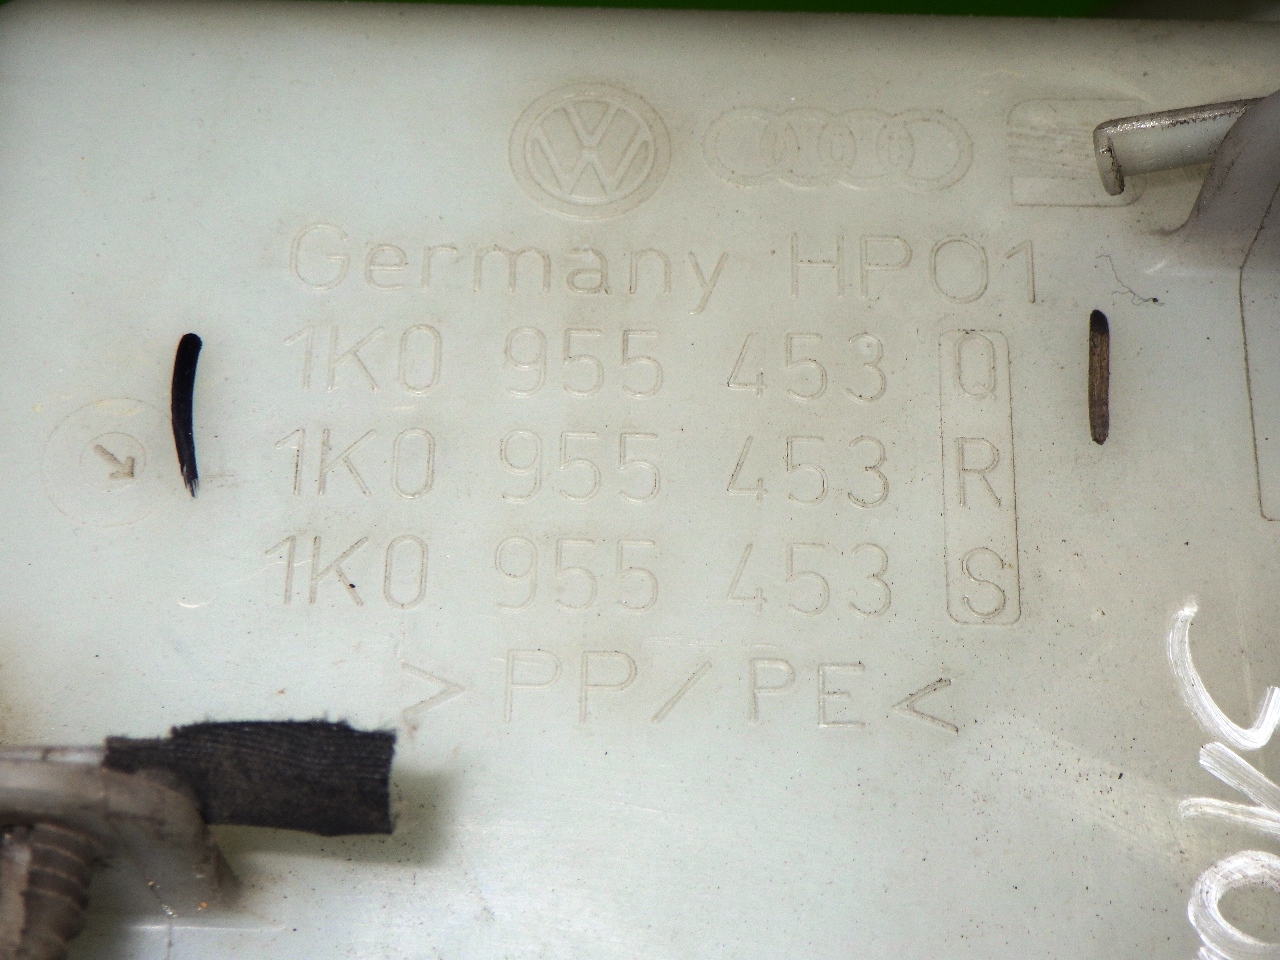 Germany HP01
1K0 955 453 Q
1K0 955 453 R
1K0 955 453 S
>PP/PE<